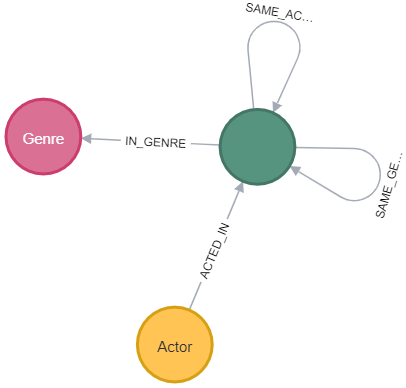 SAME_AC...
Genre
IN_GENRE
SAME_GE...
ACTED_IN
Actor